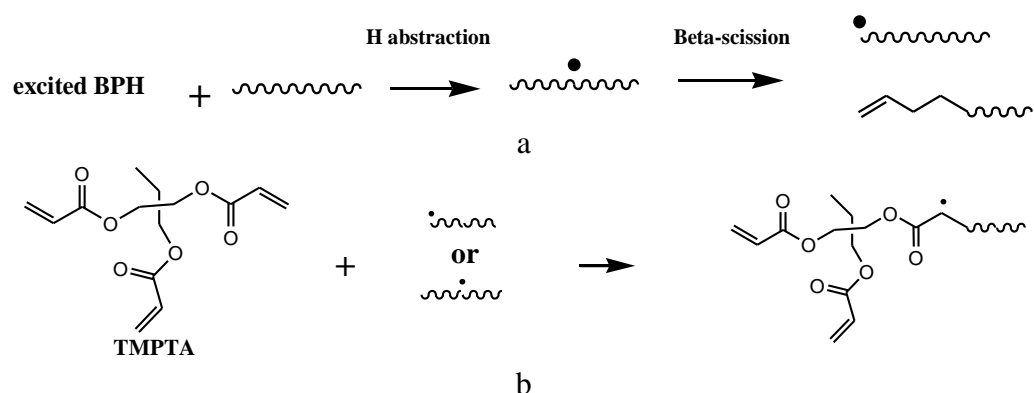 H abstraction
Beta-scission
excited BPH
+
a
O
O
O
O
O
O
TMPTA
+
or
O
O
O
O
O
O
b